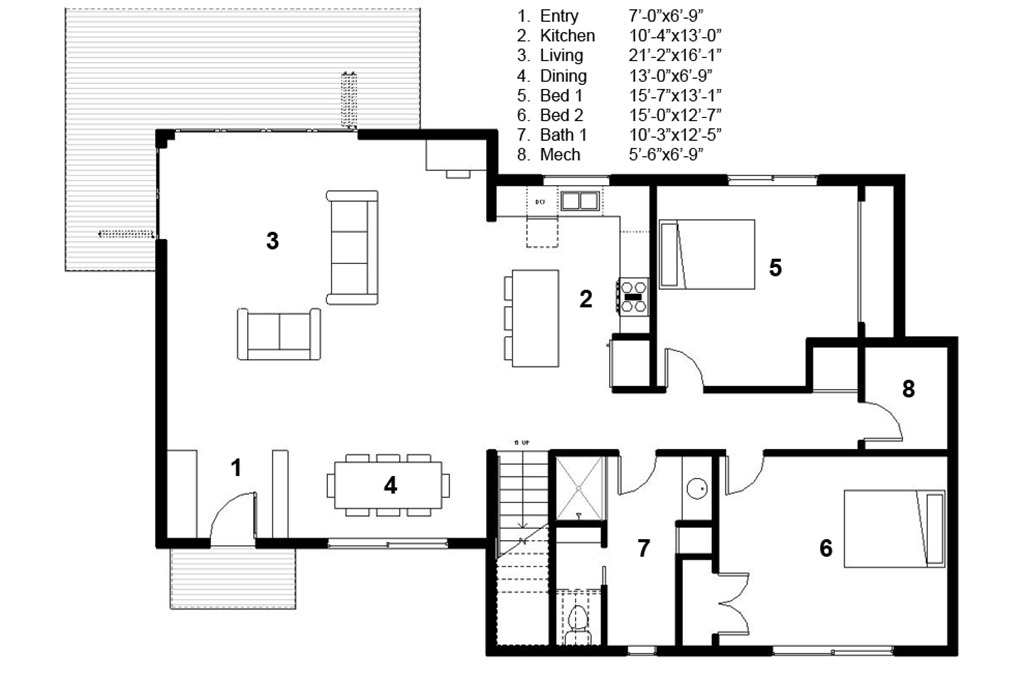 1. Entry 7'-0"x6'-9"
2. Kitchen 10'-4"x13'-0"
3. Living 21'-2"x16'-1"
4. Dining 13'-0"x6'-9"
5. Bed 1 15'-7"x13'-1"
6. Bed 2 15'-0"x12'-7"
7. Bath 1 10'-3"x12'-5"
8. Mech 5'-6"x6'-9"
3
2
5
8
UP
1
4
7
6